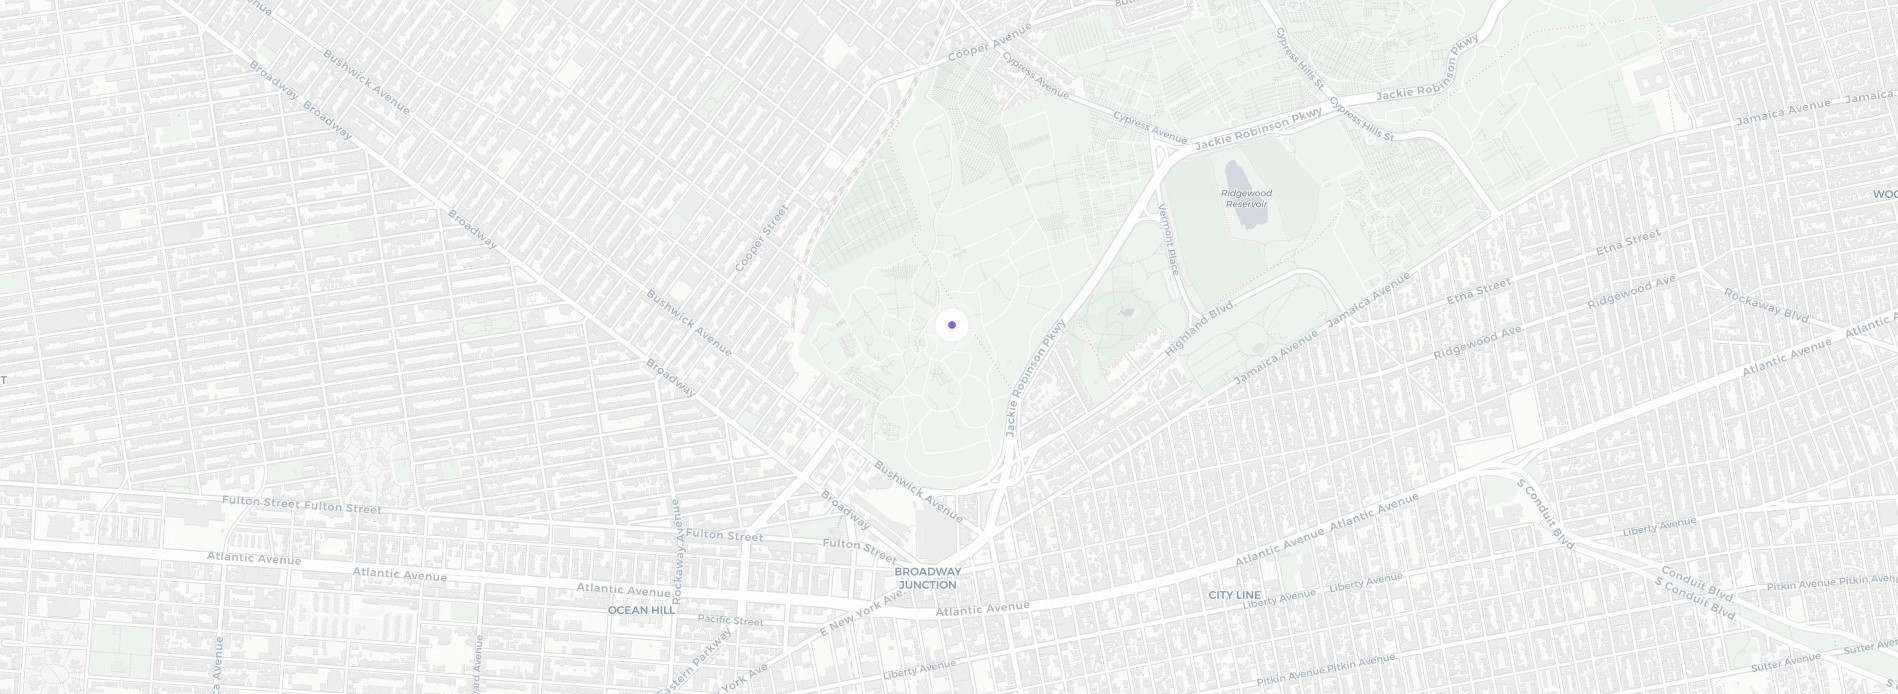 Cooper Avenue
Cypress Avenue
Cypress Hills St
Jackie Robinson Pkwy
Bushwick Avenue
Broadway
Broadway
Jackie Robinson Pkwy
Cypress Hills St
Cypress Avenue
Jamaica Avenue
Jamaica
Ridgewood
Reservoir
WOO
Cooper Street
Broadway
Vermont Place
Etna Street
Bushwick Avenue
Etna Street
Ridgewood Ave
Rockaway Blvd
Highland Blvd
Jamaica Avenue
Jackie Robinson Pkwy
Ridgewood Ave
Atlantic Avenue
Atlantic A
T
Broadway
Jamaica Avenue
Bushwick Avenue
Broadway
Fulton Street
Fulton Street
Rockaway Avenue
Fulton Street
Fulton Street
Atlantic Avenue
Atlantic Avenue
S Conduit Blvd
Liberty Avenue
Atlantic Avenue
Atlantic Avenue
Atlantic Avenue
BROADWAY
JUNCTION
OCEAN HILL
Pacific Street
E New York Ave
Atlantic Avenue
CITY LINE
Liberty Avenue
Liberty Avenue
Conduit Blvd
S Conduit Blvd
Pitkin Avenue
Pitkin Aven
Eastern Parkway
York Ave
Liberty Avenue
Pitkin Avenue
Pitkin Avenue
Sutter Avenue
Sutter Ave